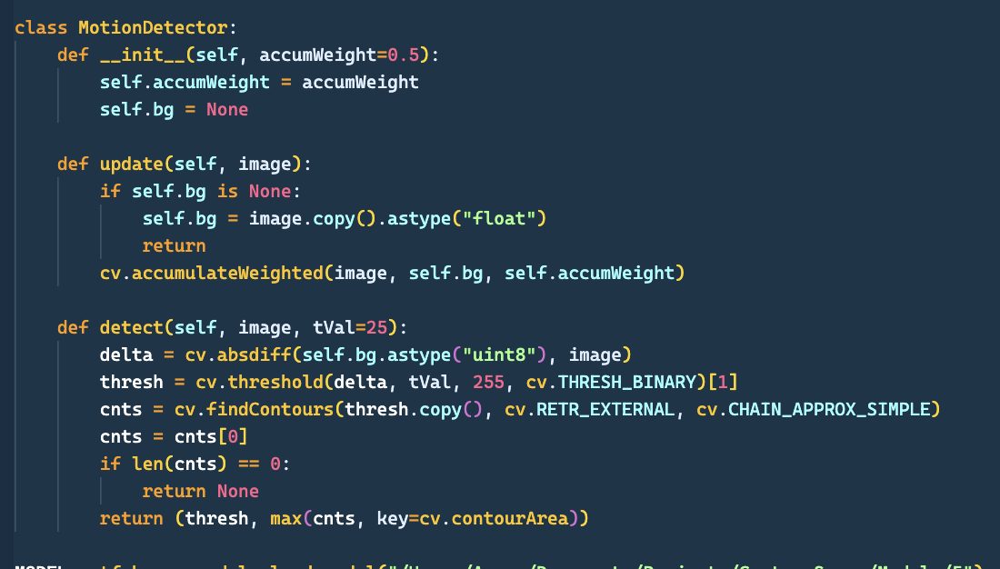 class MotionDetector:
    def __init__(self, accumWeight=0.5):
        self.accumWeight = accumWeight
        self.bg = None
    def update(self, image):
        if self.bg is None:
            self.bg = image.copy().astype("float")
            return
        cv.accumulateWeighted(image, self.bg, self.accumWeight)
    def detect(self, image, tVal=25):
        delta = cv.absdiff(self.bg.astype("uint8"), image)
        thresh = cv.threshold(delta, tVal, 255, cv.THRESH_BINARY)[1]
        cnts = cv.findContours(thresh.copy(), cv.RETR_EXTERNAL, cv.CHAIN_APPROX_SIMPLE)
        cnts = cnts[0]
        if len(cnts) == 0:
            return None
        return (thresh, max(cnts, key=cv.contourArea))